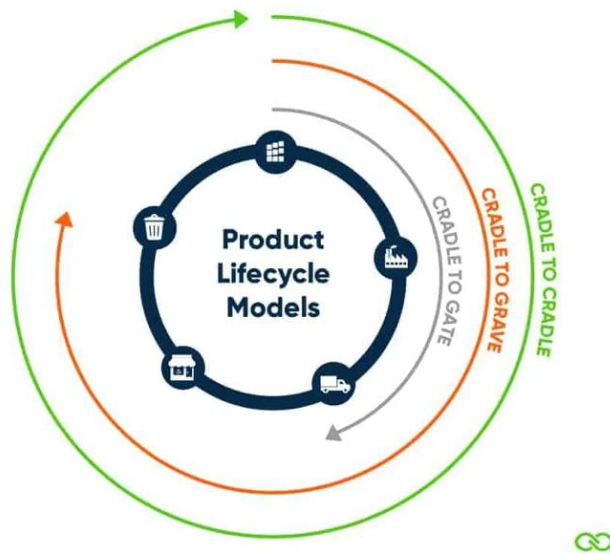 Product
Lifecycle
Models
CRADLE TO GATE
CRADLE TO GRAVE
CRADLE TO CRADLE